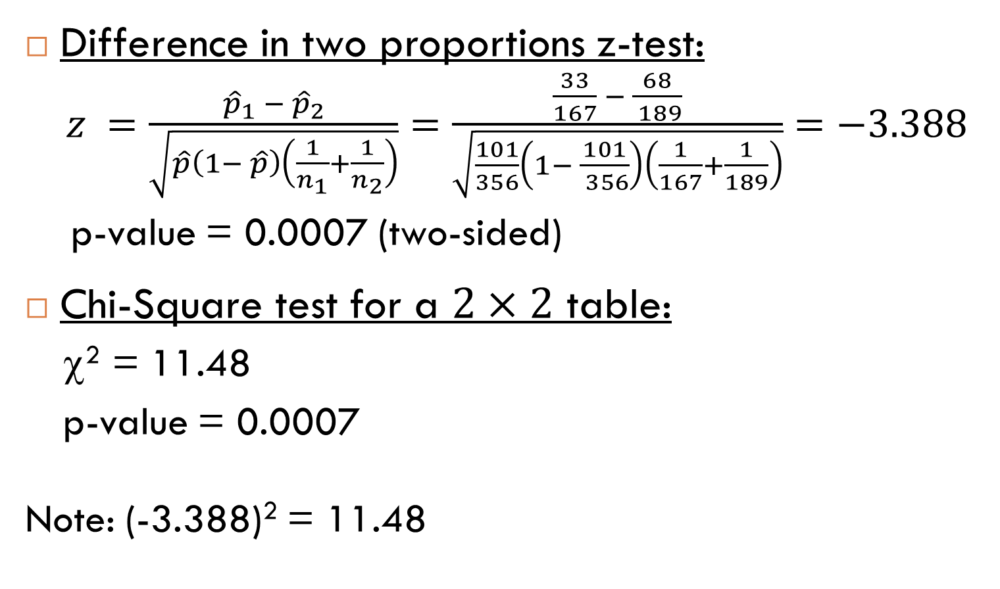 Difference in two proportions z-test:
z = \frac{\hat{p}_1 - \hat{p}_2}{\sqrt{\hat{p}(1-\hat{p})\left(\frac{1}{n_1}+\frac{1}{n_2}\right)}} = \frac{\frac{33}{167} - \frac{68}{189}}{\sqrt{\frac{101}{356}\left(1-\frac{101}{356}\right)\left(\frac{1}{167}+\frac{1}{189}\right)}} = -3.388
p-value = 0.0007 (two-sided)
Chi-Square test for a 2 × 2 table:
χ² = 11.48
p-value = 0.0007
Note: (-3.388)² = 11.48